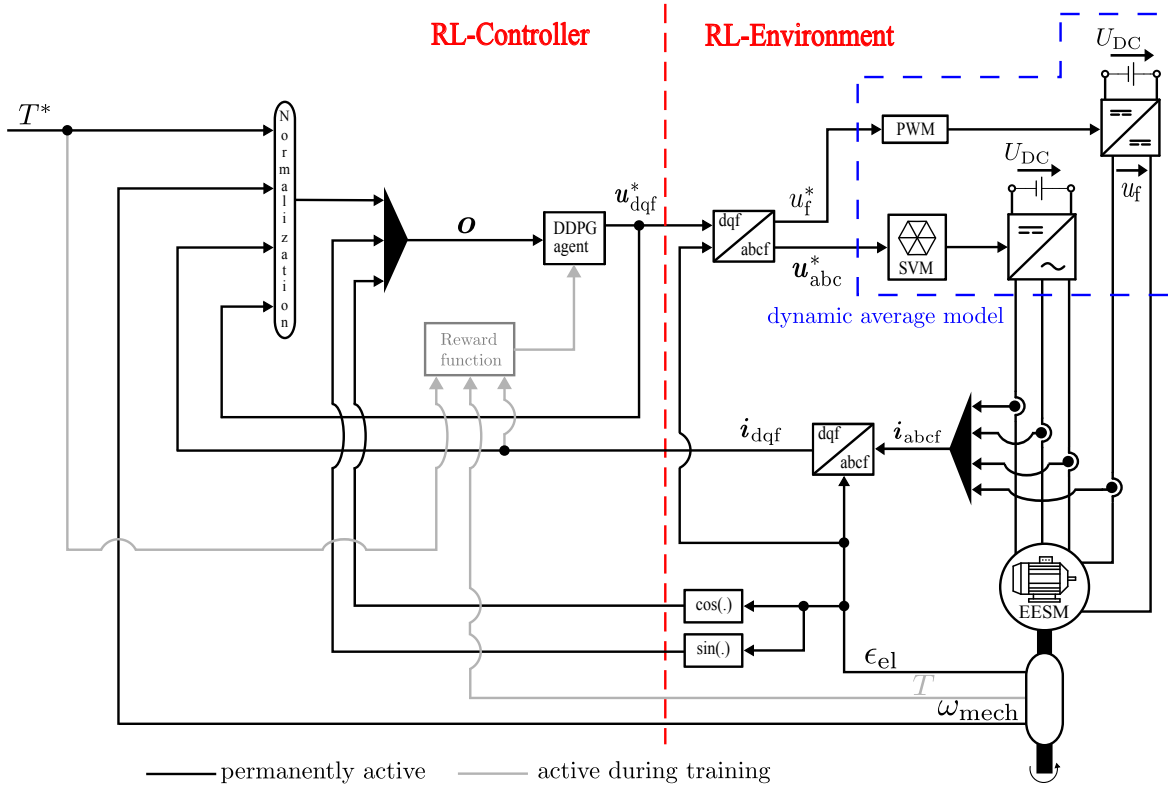 RL-Controller
RL-Environment
U_DC
T*
Normalization
PWM
U_DC
u_f
u*_dqf
u*_f
o
DDPG
agent
dqf
abcf
u*_abc
SVM
dynamic average model
Reward
function
i_dqf
dqf
abcf
i_abcf
EESM
cos(.)
sin(.)
ϵ_el
T
ω_mech
permanently active
active during training